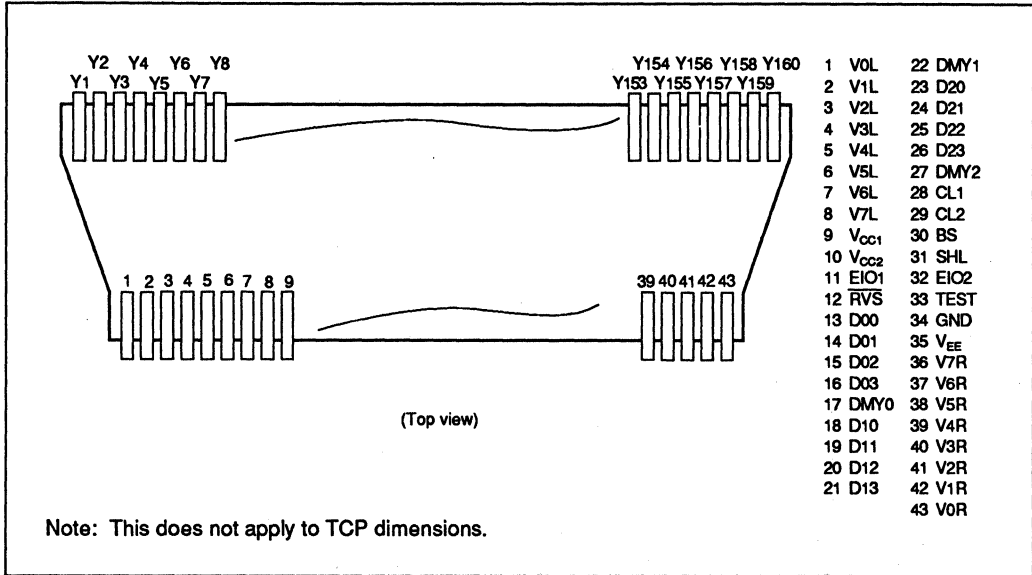 Y2 Y4 Y6 Y8
Y1 Y3 Y5 Y7
Y154 Y156 Y158 Y160
Y153 Y155 Y157 Y159
1 2 3 4 5 6 7 8 9
39 40 41 42 43
(Top view)
1 V0L 22 DMY1
2 V1L 23 D20
3 V2L 24 D21
4 V3L 25 D22
5 V4L 26 D23
6 V5L 27 DMY2
7 V6L 28 CL1
8 V7L 29 CL2
9 VCC1 30 BS
10 VCC2 31 SHL
11 EIO1 32 EIO2
12 R̅V̅S̅ 33 TEST
13 D00 34 GND
14 D01 35 VEE
15 D02 36 V7R
16 D03 37 V6R
17 DMY0 38 V5R
18 D10 39 V4R
19 D11 40 V3R
20 D12 41 V2R
21 D13 42 V1R
43 V0R
Note: This does not apply to TCP dimensions.